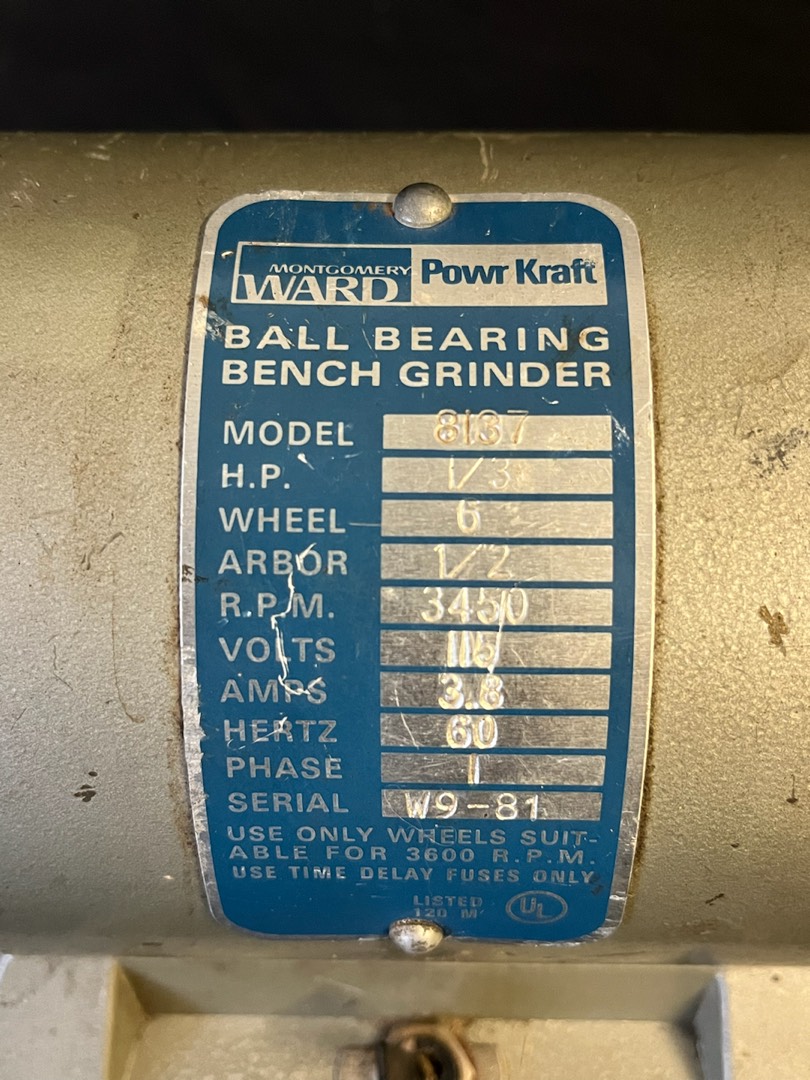 MONTGOMERY
WARD
Powr Kraft
BALL BEARING
BENCH GRINDER
MODEL 8137
H.P. 1/3
WHEEL 6
ARBOR 1/2
R.P.M. 3450
VOLTS 115
AMPS 3.8
HERTZ 60
PHASE 1
SERIAL W9-81
USE ONLY WHEELS SUIT-
ABLE FOR 3600 R.P.M.
USE TIME DELAY FUSES ONLY
LISTED
120 M
UL